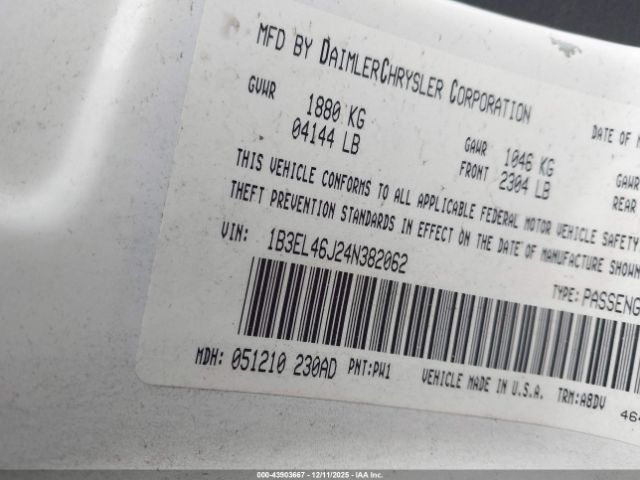 MFD BY DAIMLERCHRYSLER CORPORATION
DATE OF
GVWR 1880 KG
04144 LB
GAWR 1046 KG
FRONT 2304 LB
GAWR
REAR
THIS VEHICLE CONFORMS TO ALL APPLICABLE FEDERAL MOTOR VEHICLE SAFETY
THEFT PREVENTION STANDARDS IN EFFECT ON THE DATE OF MANUFACTURE SHOWN
VIN: 1B3EL46J24N382062
TYPE: PASSENG
MDH: 051210 230AD PNT:PW1 VEHICLE MADE IN U.S.A. TRM:A8DV
464
000-43903667 - 12/11/2025 - IAAI.com